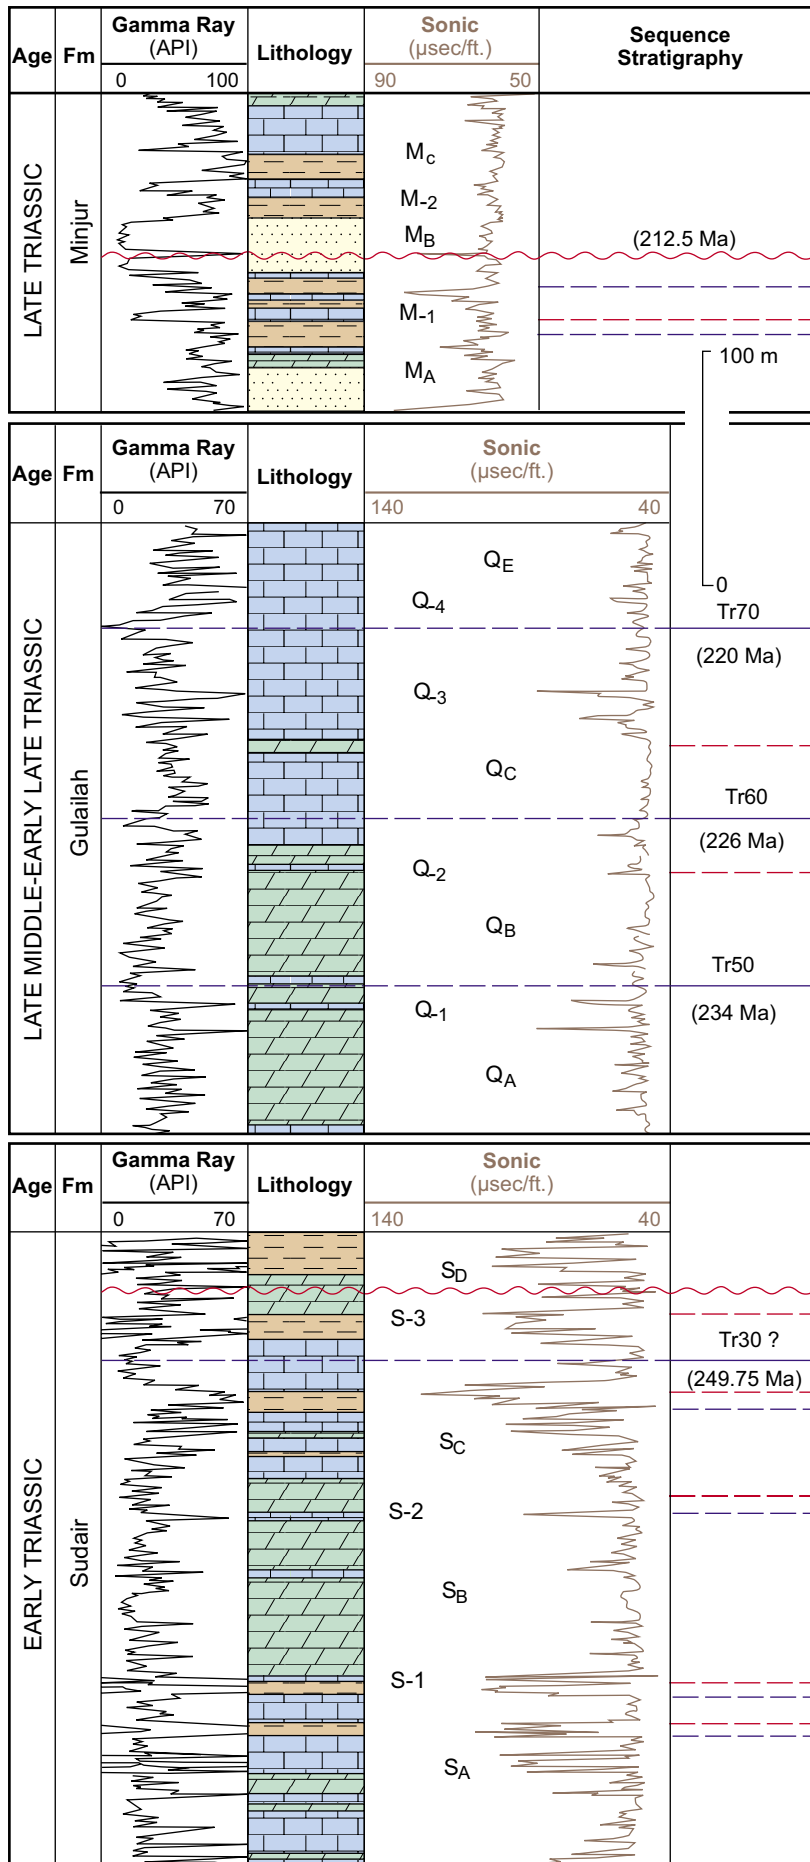 Age
Fm
Gamma Ray
(API)
0 100
Lithology
Sonic
(µsec/ft.)
90 50
Sequence
Stratigraphy
LATE TRIASSIC
Minjur
Mc
M-2
MB
(212.5 Ma)
M-1
MA
100 m
0
Age
Fm
Gamma Ray
(API)
0 70
Lithology
Sonic
(µsec/ft.)
140 40
LATE MIDDLE-EARLY LATE TRIASSIC
Gulailah
QE
Q-4
Tr70
(220 Ma)
Q-3
QC
Tr60
(226 Ma)
Q-2
QB
Tr50
Q-1
(234 Ma)
QA
Age
Fm
Gamma Ray
(API)
0 70
Lithology
Sonic
(µsec/ft.)
140 40
EARLY TRIASSIC
Sudair
SD
S-3
Tr30 ?
(249.75 Ma)
SC
S-2
SB
S-1
SA